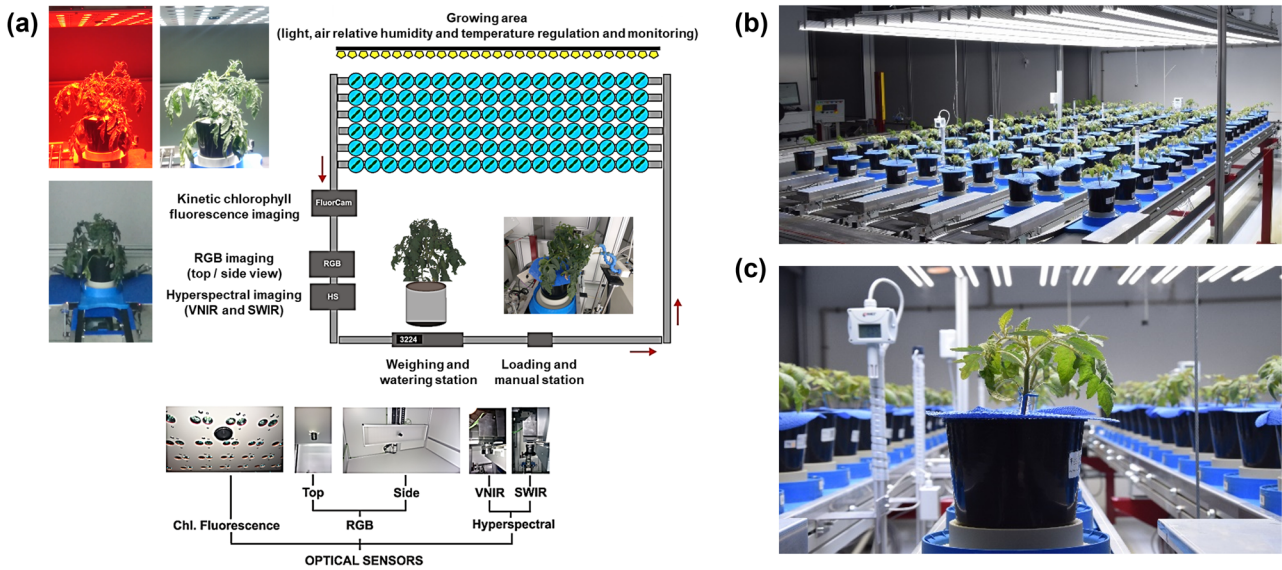 (a)
Growing area
(light, air relative humidity and temperature regulation and monitoring)
Kinetic chlorophyll
fluorescence imaging
FluorCam
RGB imaging
(top / side view)
RGB
Hyperspectral imaging
(VNIR and SWIR)
HS
3224
Weighing and
watering station
Loading and
manual station
Top
Side
VNIR
SWIR
Chl. Fluorescence
RGB
Hyperspectral
OPTICAL SENSORS
(b)
(c)